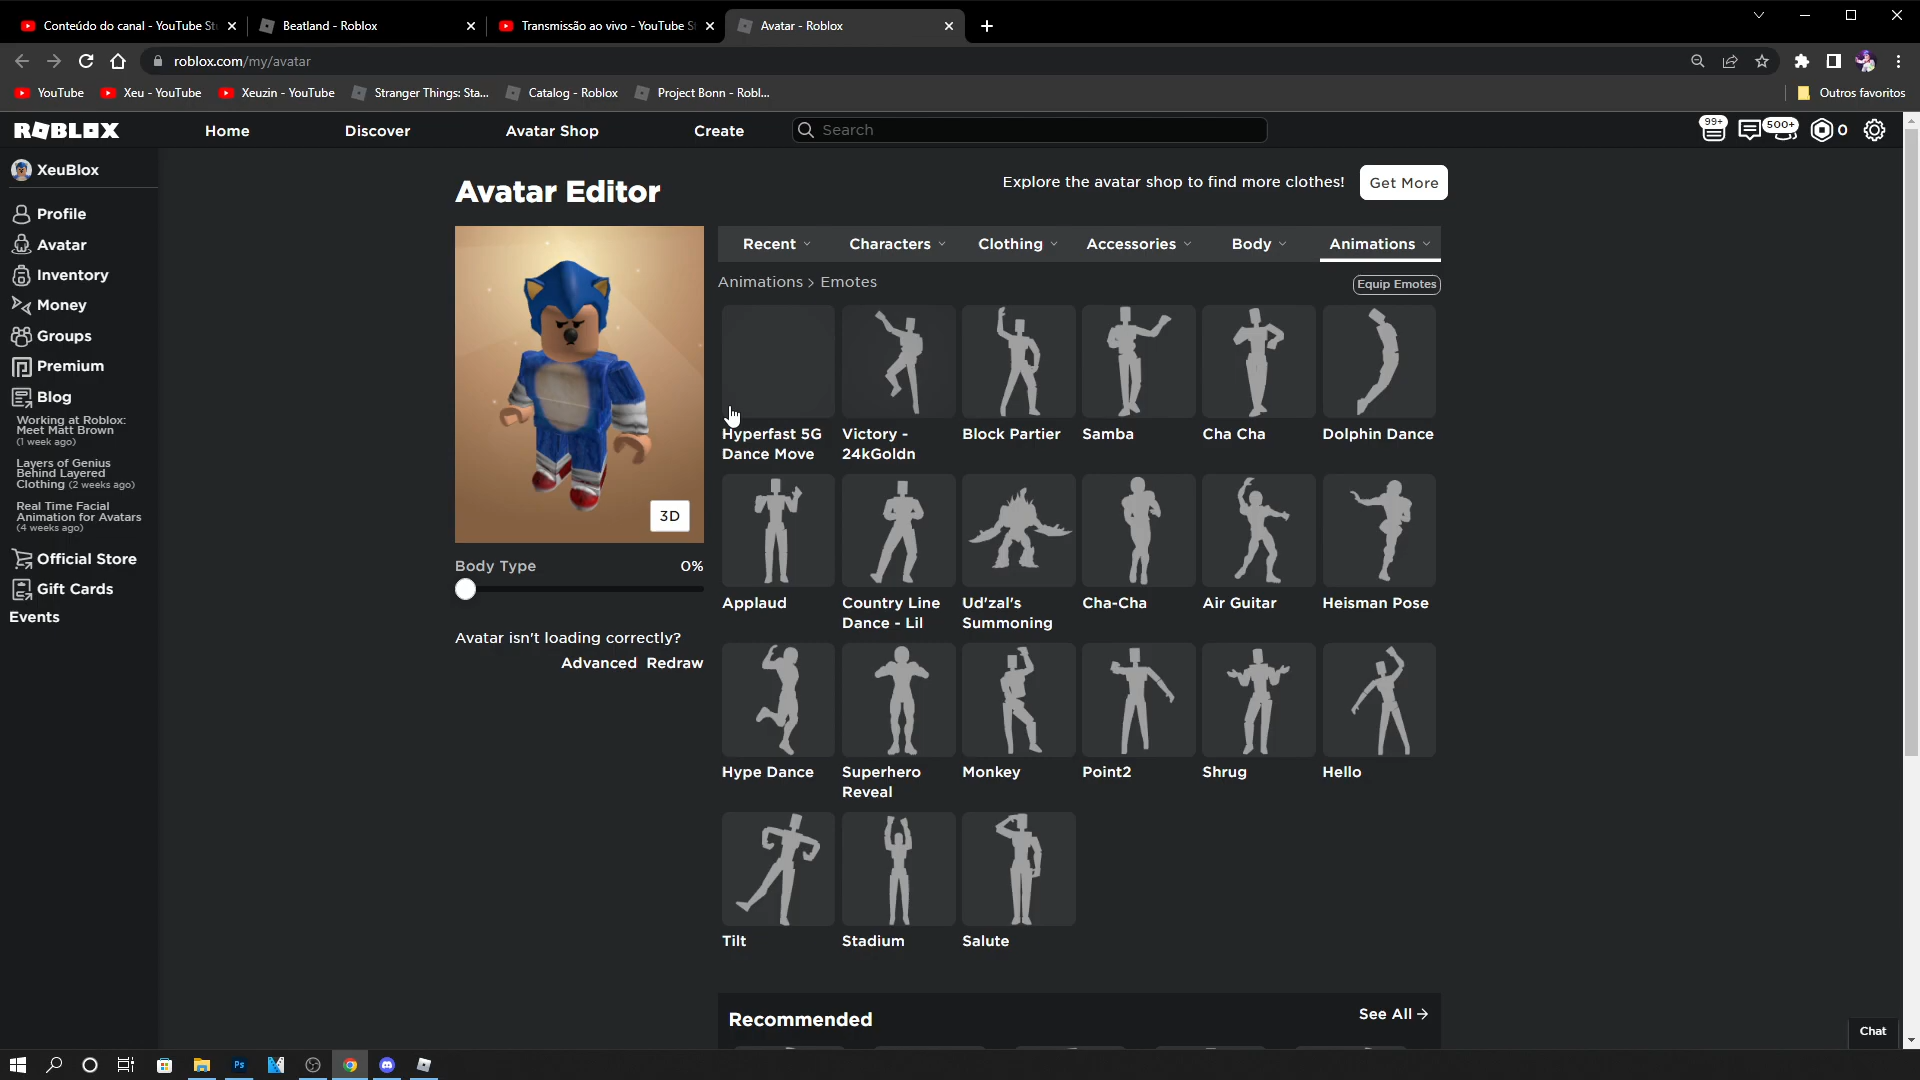 Conteúdo do canal - YouTube St
Beatland - Roblox
Transmissão ao vivo - YouTube S
Avatar - Roblox
roblox.com/my/avatar
YouTube
Xeu - YouTube
Xeuzin - YouTube
Stranger Things: Sta...
Catalog - Roblox
Project Bonn - Robl...
Outros favoritos
ROBLOX
Home
Discover
Avatar Shop
Create
Search
99+
500+
0
XeuBlox
Profile
Avatar
Inventory
Money
Groups
Premium
Blog
Working at Roblox:
Meet Matt Brown
(1 week ago)
Layers of Genius
Behind Layered
Clothing (2 weeks ago)
Real Time Facial
Animation for Avatars
(4 weeks ago)
Official Store
Gift Cards
Events
Avatar Editor
Explore the avatar shop to find more clothes!
Get More
3D
Body Type
0%
Avatar isn't loading correctly?
Advanced
Redraw
Recent
Characters
Clothing
Accessories
Body
Animations
Animations > Emotes
Equip Emotes
Hyperfast 5G
Dance Move
Victory -
24kGoldn
Block Partier
Samba
Cha Cha
Dolphin Dance
Applaud
Country Line
Dance - Lil
Ud'zal's
Summoning
Cha-Cha
Air Guitar
Heisman Pose
Hype Dance
Superhero
Reveal
Monkey
Point2
Shrug
Hello
Tilt
Stadium
Salute
Recommended
See All →
Chat
Ps